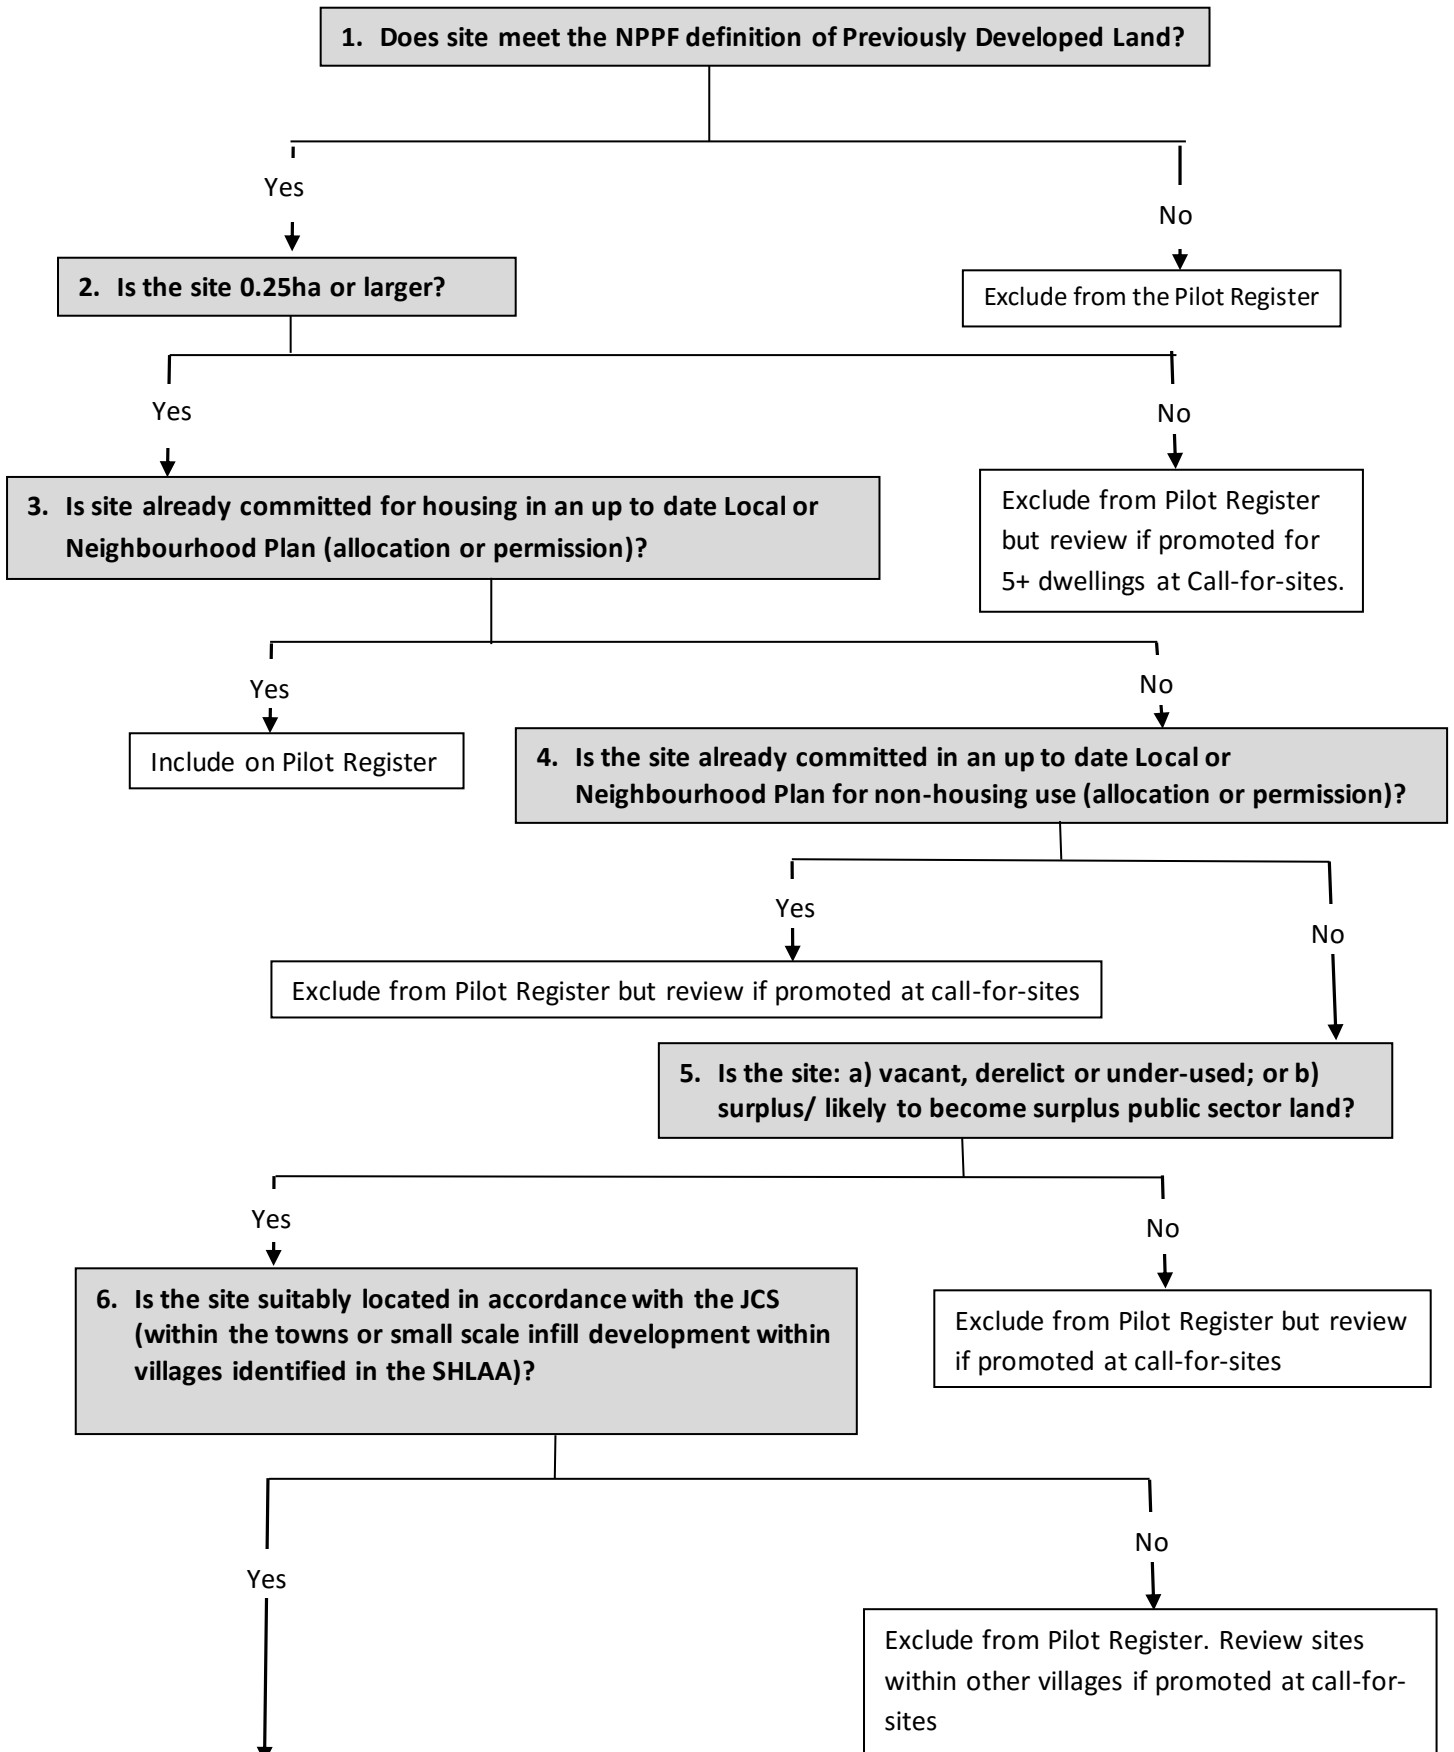 1. Does site meet the NPPF definition of Previously Developed Land?
Yes
No
2. Is the site 0.25ha or larger?
Exclude from the Pilot Register
Yes
No
3. Is site already committed for housing in an up to date Local or
Neighbourhood Plan (allocation or permission)?
Exclude from Pilot Register
but review if promoted for
5+ dwellings at Call-for-sites.
Yes
No
Include on Pilot Register
4. Is the site already committed in an up to date Local or
Neighbourhood Plan for non-housing use (allocation or permission)?
Yes
No
Exclude from Pilot Register but review if promoted at call-for-sites
5. Is the site: a) vacant, derelict or under-used; or b)
surplus/ likely to become surplus public sector land?
Yes
No
6. Is the site suitably located in accordance with the JCS
(within the towns or small scale infill development within
villages identified in the SHLAA)?
Exclude from Pilot Register but review
if promoted at call-for-sites
Yes
No
Exclude from Pilot Register. Review sites
within other villages if promoted at call-for-
sites